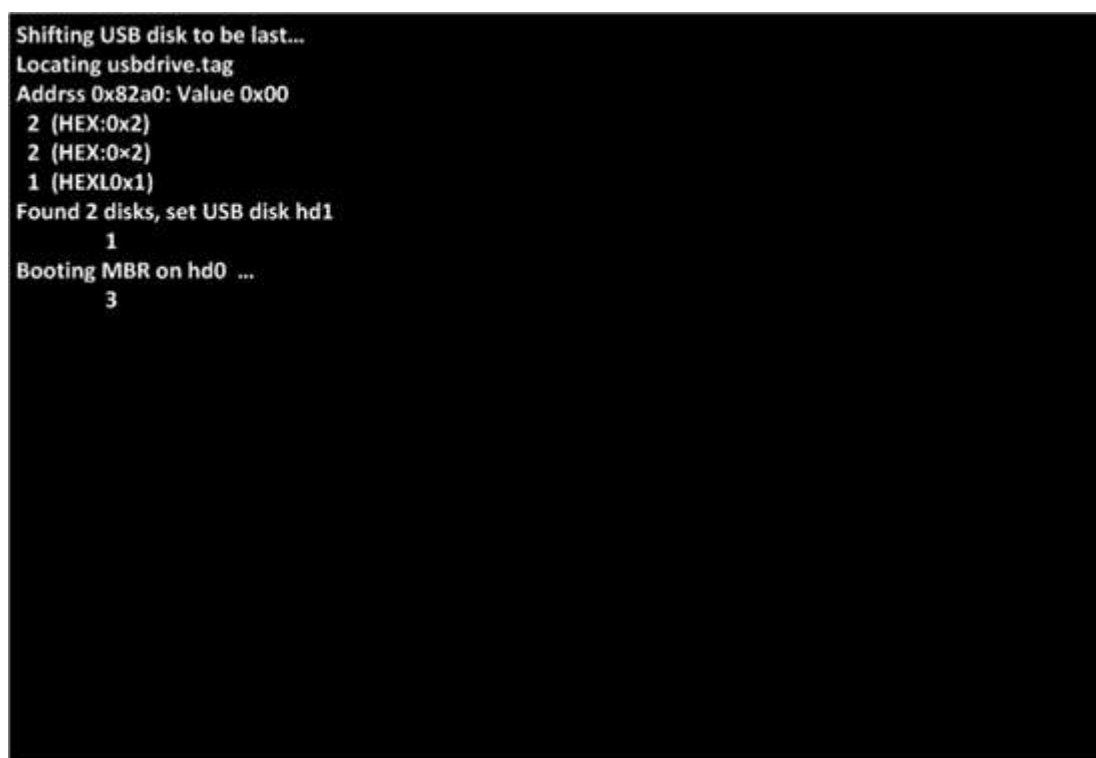 Shifting USB disk to be last...
Locating usbdrive.tag
Addrss 0x82a0: Value 0x00
2 (HEX:0x2)
2 (HEX:0×2)
1 (HEXL0x1)
Found 2 disks, set USB disk hd1
1
Booting MBR on hd0 ...
3